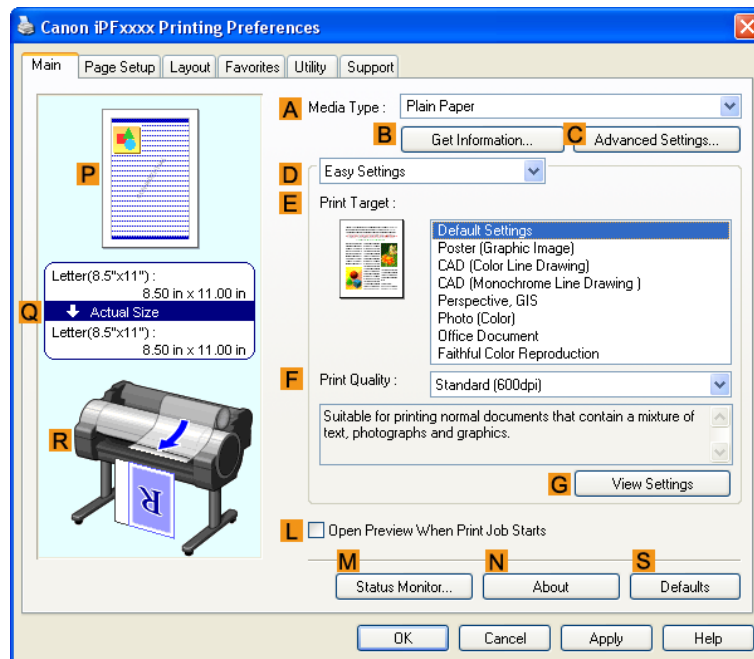 Canon iPFxxxx Printing Preferences
Main Page Setup Layout Favorites Utility Support
A Media Type : Plain Paper
B Get Information... C Advanced Settings...
P
D Easy Settings
E Print Target :
Default Settings
Poster (Graphic Image)
CAD (Color Line Drawing)
CAD (Monochrome Line Drawing )
Perspective, GIS
Photo (Color)
Office Document
Faithful Color Reproduction
Letter(8.5"x11") :
8.50 in x 11.00 in
Q Actual Size
Letter(8.5"x11") :
8.50 in x 11.00 in
F Print Quality : Standard (600dpi)
Suitable for printing normal documents that contain a mixture of
text, photographs and graphics.
G View Settings
R
R
L Open Preview When Print Job Starts
M N S
Status Monitor... About Defaults
OK Cancel Apply Help